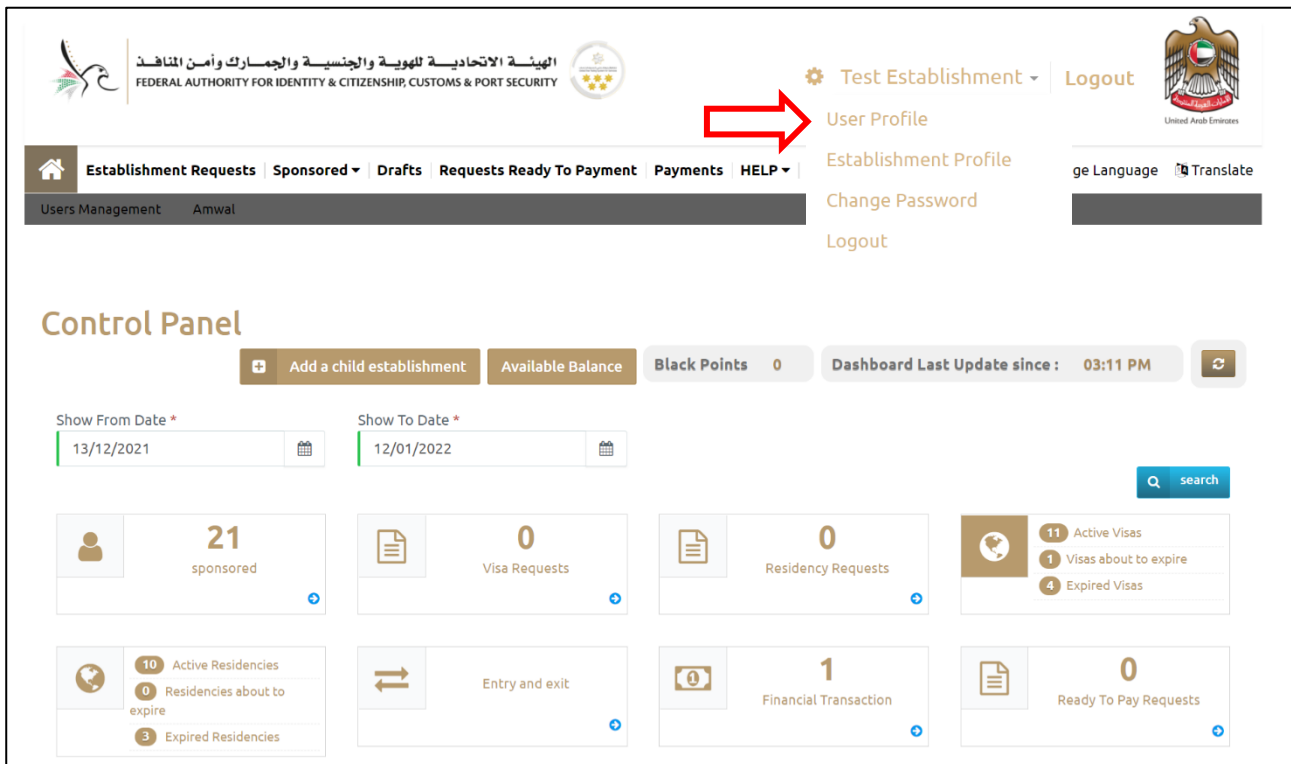 الهيئـــة الاتحاديـــة للهويـــة والجنسيـــة والجمـــارك وأمـــن المنافـــذ
FEDERAL AUTHORITY FOR IDENTITY & CITIZENSHIP, CUSTOMS & PORT SECURITY
Test Establishment
Logout
United Arab Emirates
User Profile
Establishment Profile
Change Password
Logout
Establishment Requests Sponsored Drafts Requests Ready To Payment Payments HELP ge Language Translate
Users Management Amwal
Control Panel
Add a child establishment Available Balance Black Points 0 Dashboard Last Update since : 03:11 PM
Show From Date * Show To Date *
13/12/2021 12/01/2022
search
21
sponsored
0
Visa Requests
0
Residency Requests
11 Active Visas
1 Visas about to expire
4 Expired Visas
10 Active Residencies
0 Residencies about to
expire
3 Expired Residencies
Entry and exit
1
Financial Transaction
0
Ready To Pay Requests